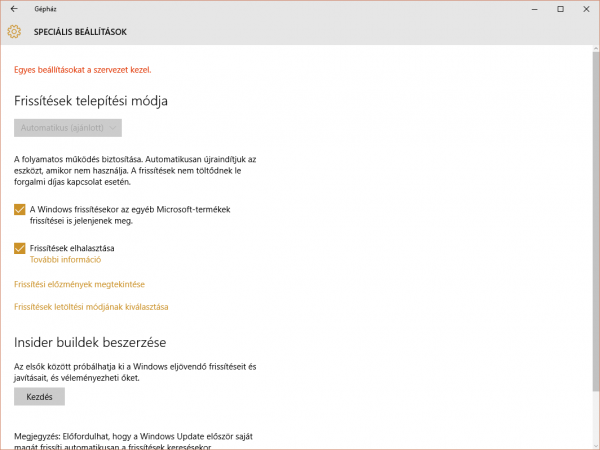 Gépház
SPECIÁLIS BEÁLLÍTÁSOK
Egyes beállításokat a szervezet kezel.
Frissítések telepítési módja
Automatikus (ajánlott)
A folyamatos működés biztosítása. Automatikusan újraindítjuk az
eszközt, amikor nem használja. A frissítések nem töltődnek le
forgalmi díjas kapcsolat esetén.
A Windows frissítésekor az egyéb Microsoft-termékek
frissítései is jelenjenek meg.
Frissítések elhalasztása
További információ
Frissítési előzmények megtekintése
Frissítések letöltési módjának kiválasztása
Insider buildek beszerzése
Az elsők között próbálhatja ki a Windows eljövendő frissítéseit és
javításait, és véleményezheti őket.
Kezdés
Megjegyzés: Előfordulhat, hogy a Windows Update először saját
magát frissíti automatikusan a frissítések keresésekor